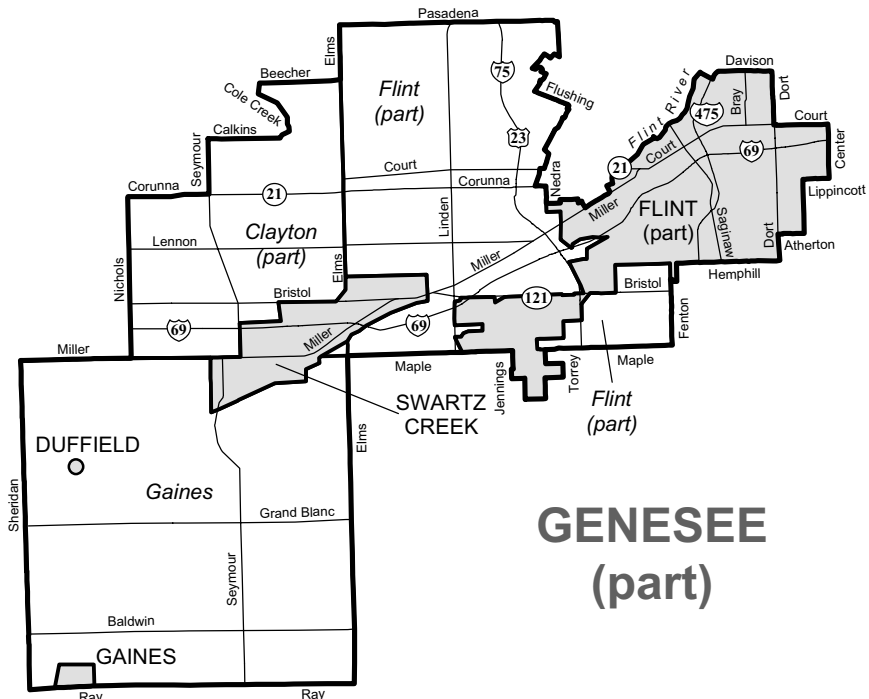 Pasadena
Elms
75
Beecher
Cole Creek
Flint
(part)
Flushing
Davison
Flint River
475
Bray
Dort
Calkins
23
Court
Court
21
Court
69
Center
Seymour
Corunna
21
Corunna
Nedra
Miller
Lippincott
Linden
FLINT
(part)
Saginaw
Dort
Atherton
Lennon
Clayton
(part)
Miller
Hemphill
Nichols
Elms
Bristol
121
Bristol
Fenton
69
Miller
69
Miller
Maple
Jennings
Torrey
Maple
Flint
(part)
SWARTZ
CREEK
Elms
DUFFIELD
Sheridan
Gaines
Grand Blanc
GENESEE
(part)
Seymour
Baldwin
GAINES
Ray
Ray